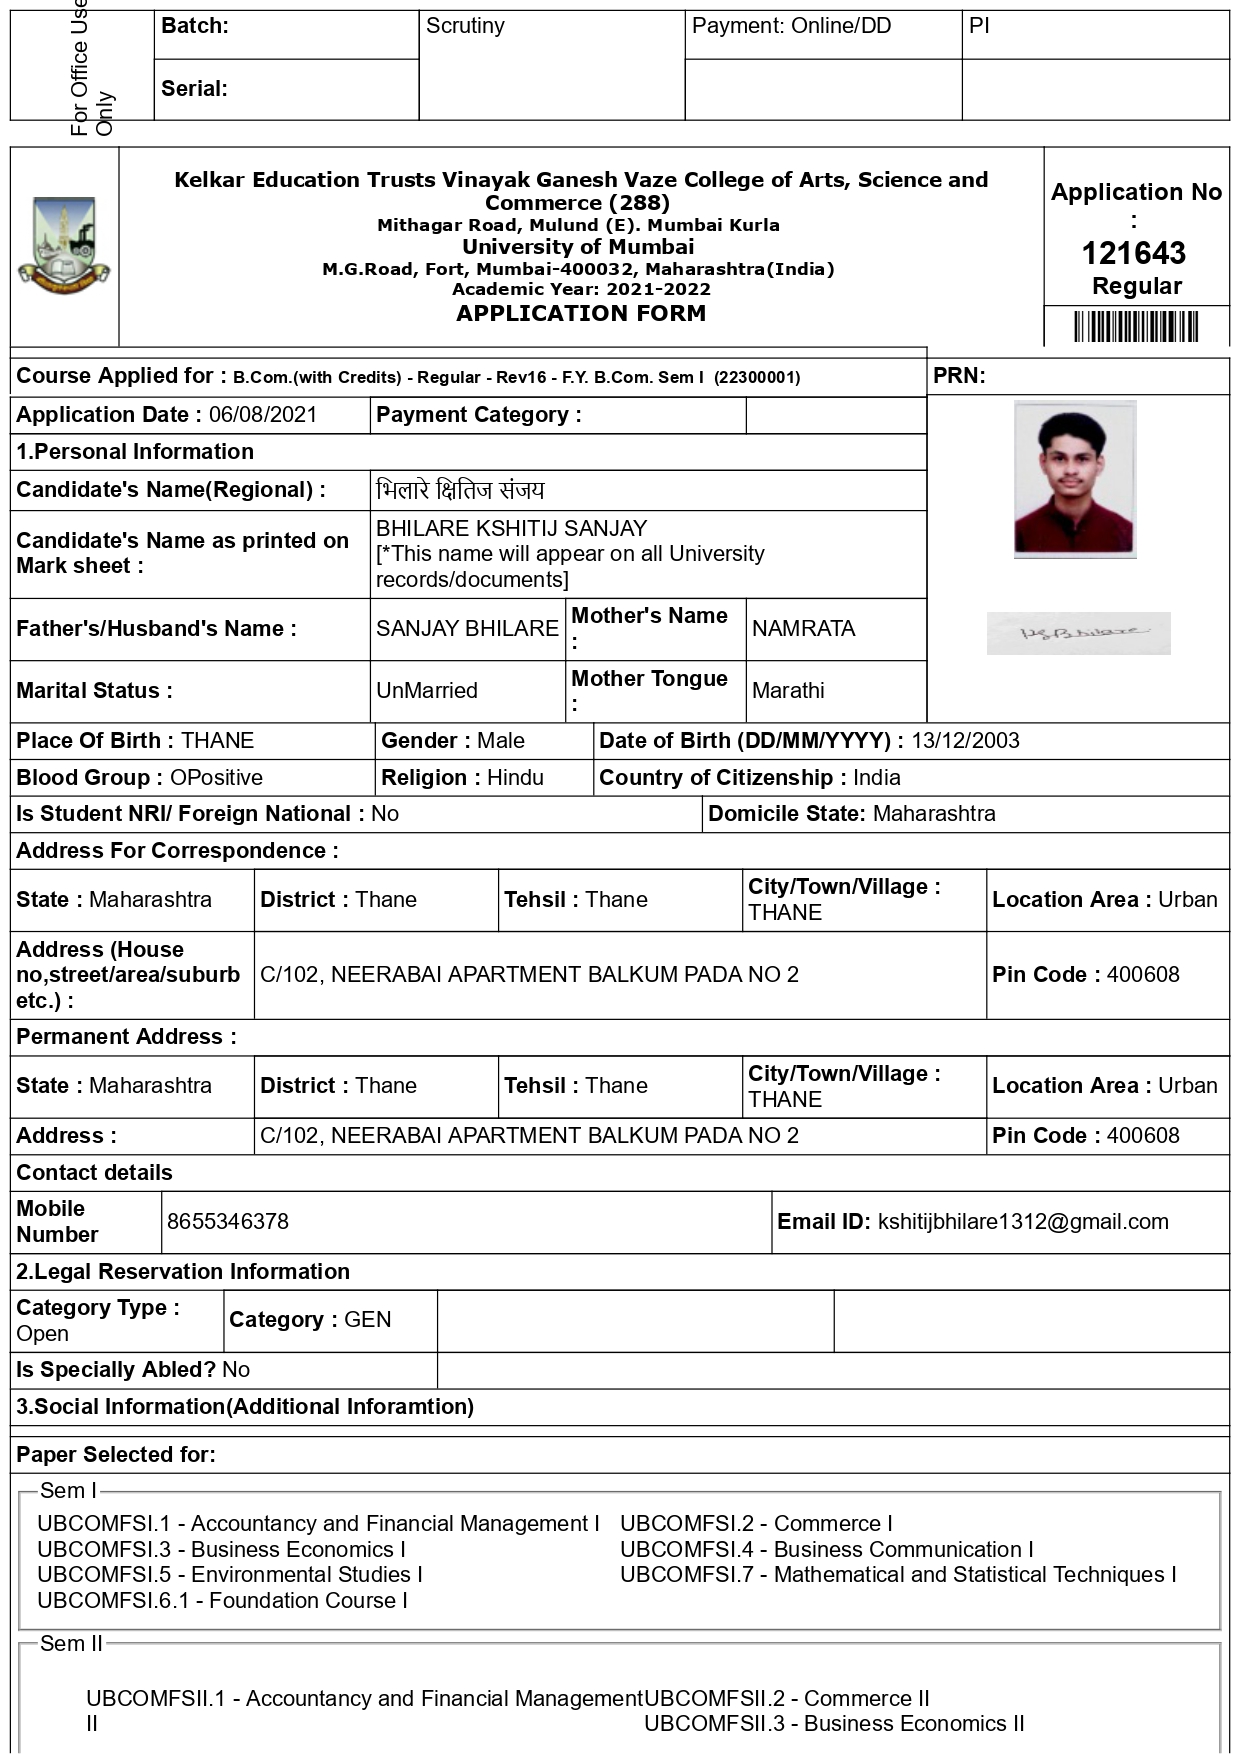 For Office Use
Only
Batch:
Scrutiny
Payment: Online/DD
PI
Serial:
Kelkar Education Trusts Vinayak Ganesh Vaze College of Arts, Science and
Commerce (288)
Mithagar Road, Mulund (E). Mumbai Kurla
University of Mumbai
M.G.Road, Fort, Mumbai-400032, Maharashtra(India)
Academic Year: 2021-2022
APPLICATION FORM
Application No
:
121643
Regular
Course Applied for : B.Com.(with Credits) - Regular - Rev16 - F.Y. B.Com. Sem I (22300001)
PRN:
Application Date : 06/08/2021
Payment Category :
1.Personal Information
Candidate's Name(Regional) :
भिलारे क्षितिज संजय
Candidate's Name as printed on
Mark sheet :
BHILARE KSHITIJ SANJAY
[*This name will appear on all University
records/documents]
Father's/Husband's Name :
SANJAY BHILARE
Mother's Name
:
NAMRATA
Marital Status :
UnMarried
Mother Tongue
:
Marathi
Place Of Birth : THANE
Gender : Male
Date of Birth (DD/MM/YYYY) : 13/12/2003
Blood Group : OPositive
Religion : Hindu
Country of Citizenship : India
Is Student NRI/ Foreign National : No
Domicile State: Maharashtra
Address For Correspondence :
State : Maharashtra
District : Thane
Tehsil : Thane
City/Town/Village :
THANE
Location Area : Urban
Address (House
no,street/area/suburb
etc.) :
C/102, NEERABAI APARTMENT BALKUM PADA NO 2
Pin Code : 400608
Permanent Address :
State : Maharashtra
District : Thane
Tehsil : Thane
City/Town/Village :
THANE
Location Area : Urban
Address :
C/102, NEERABAI APARTMENT BALKUM PADA NO 2
Pin Code : 400608
Contact details
Mobile
Number
8655346378
Email ID: kshitijbhilare1312@gmail.com
2.Legal Reservation Information
Category Type :
Open
Category : GEN
Is Specially Abled? No
3.Social Information(Additional Inforamtion)
Paper Selected for:
Sem I
UBCOMFSI.1 - Accountancy and Financial Management I
UBCOMFSI.2 - Commerce I
UBCOMFSI.3 - Business Economics I
UBCOMFSI.4 - Business Communication I
UBCOMFSI.5 - Environmental Studies I
UBCOMFSI.7 - Mathematical and Statistical Techniques I
UBCOMFSI.6.1 - Foundation Course I
Sem II
UBCOMFSII.1 - Accountancy and Financial Management
II
UBCOMFSII.2 - Commerce II
UBCOMFSII.3 - Business Economics II